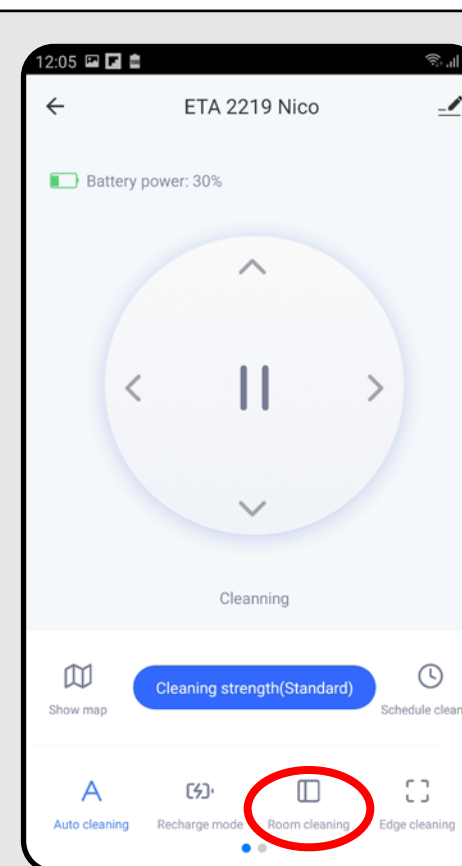 12:05
ETA 2219 Nico
Battery power: 30%
Cleanning
Cleaning strength(Standard)
Show map
Schedule clean
Auto cleaning
Recharge mode
Room cleaning
Edge cleaning